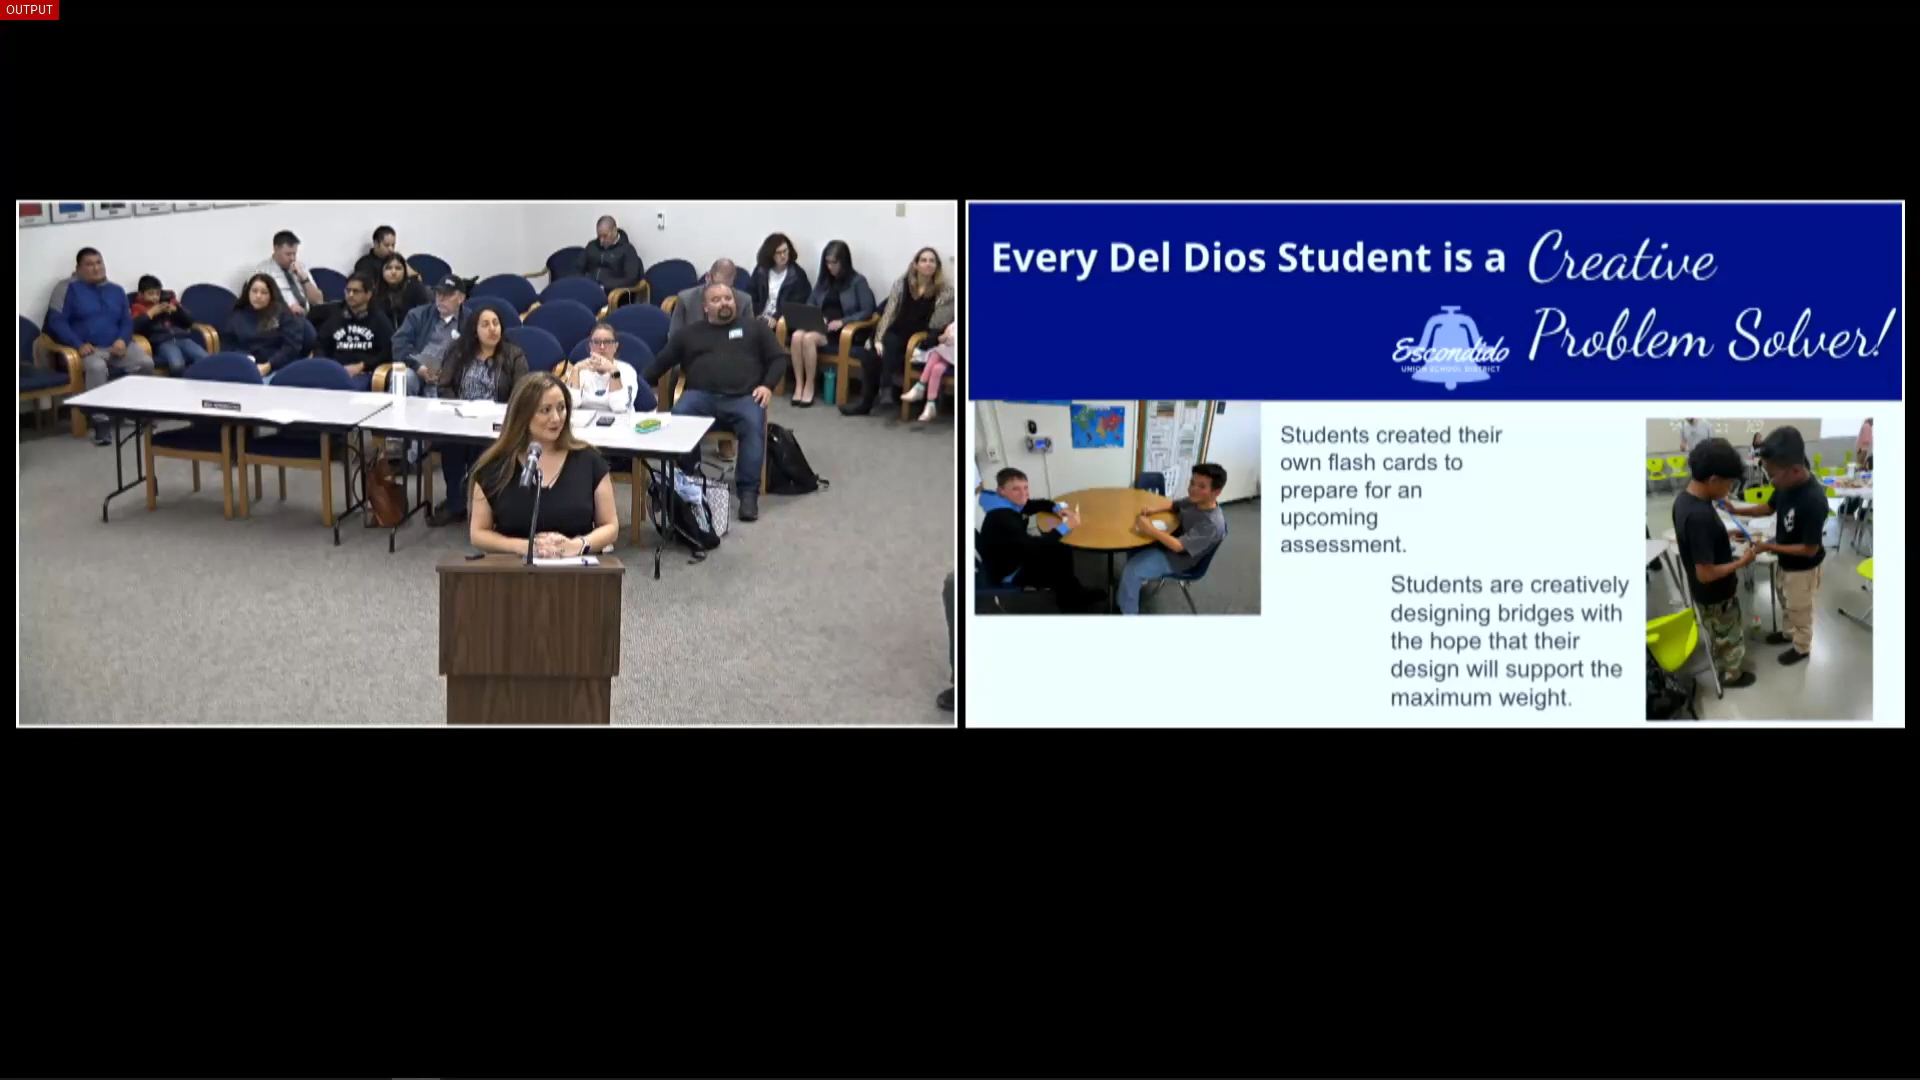 OUTPUT
Every Del Dios Student is a Creative
Problem Solver!
Escondido
UNION SCHOOL DISTRICT
Students created their
own flash cards to
prepare for an
upcoming
assessment.
Students are creatively
designing bridges with
the hope that their
design will support the
maximum weight.